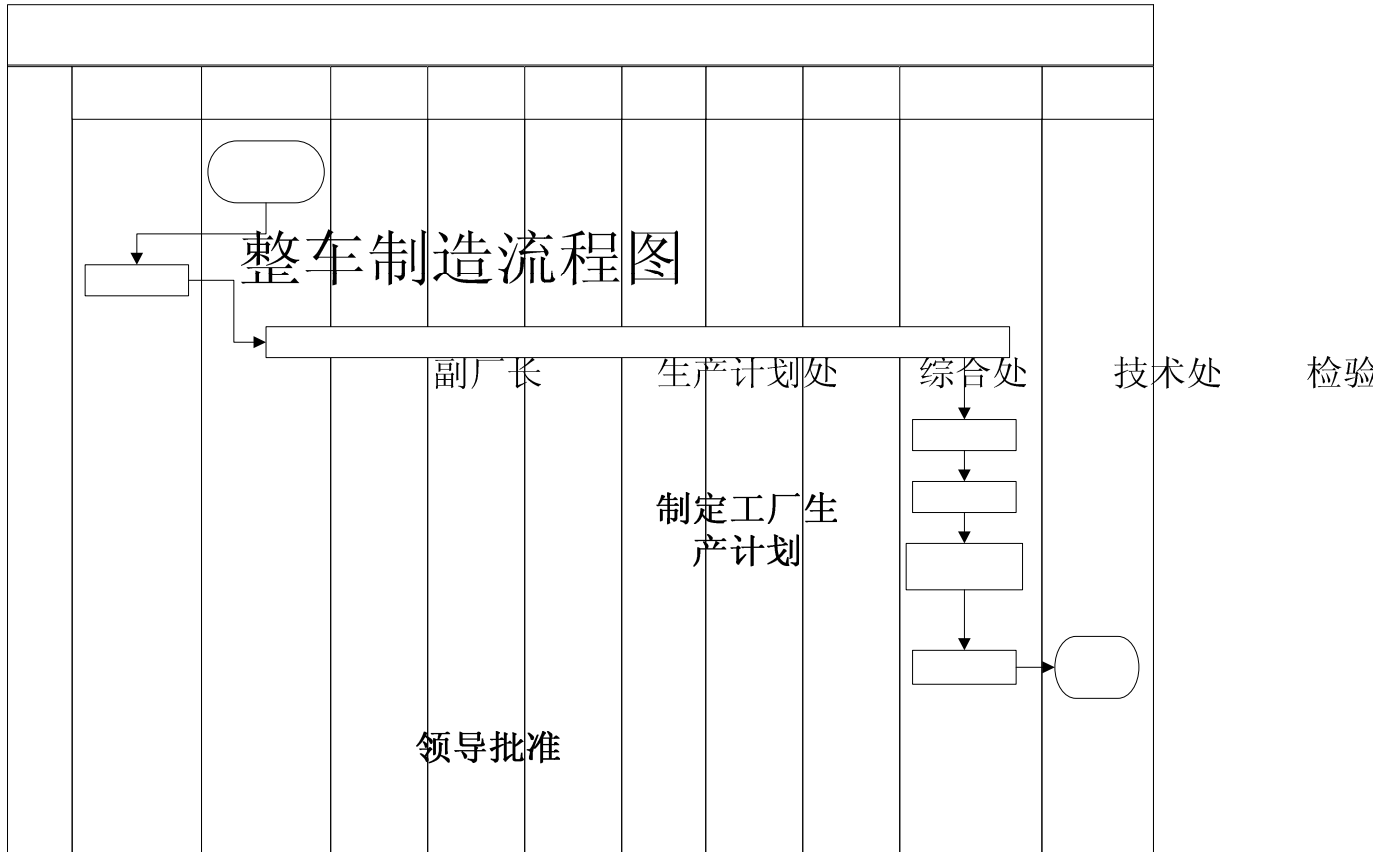 整车制造流程图
副厂长 生产计划处 综合处 技术处 检验
制定工厂生
产计划
领导批准